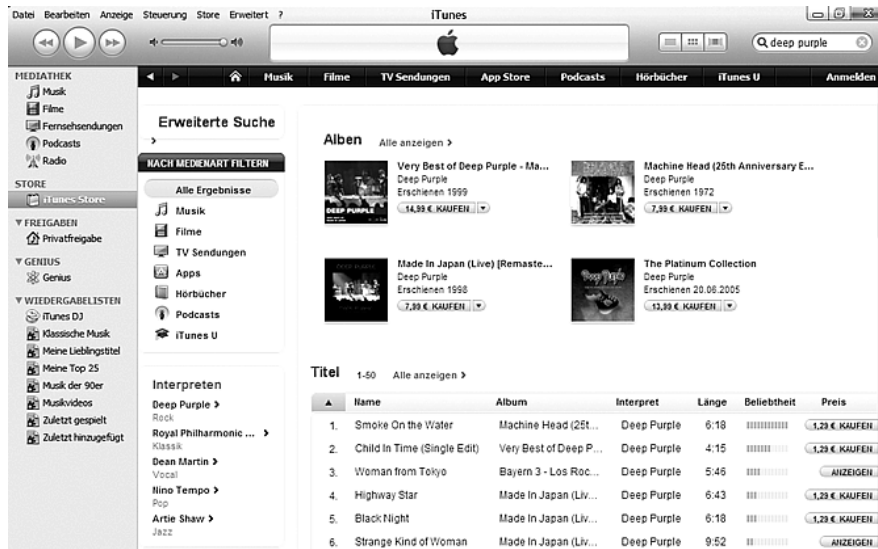 Datei Bearbeiten Anzeige Steuerung Store Erweitert ? iTunes
deep purple
MEDIATHEK
Musik
Filme
Fernsehsendungen
Podcasts
Radio
STORE
iTunes Store
FREIGABEN
Privatfreigabe
GENIUS
Genius
WIEDERGABELISTEN
iTunes DJ
Klassische Musik
Meine Lieblingstitel
Meine Top 25
Musik der 90er
Musikvideos
Zuletzt gespielt
Zuletzt hinzugefügt
Musik Filme TV Sendungen App Store Podcasts Hörbücher iTunes U Anmelden
Erweiterte Suche
>
NACH MEDIENART FILTERN
Alle Ergebnisse
Musik
Filme
TV Sendungen
Apps
Hörbücher
Podcasts
iTunes U
Interpreten
Deep Purple >
Rock
Royal Philharmonic ... >
Klassik
Dean Martin >
Vocal
Nino Tempo >
Pop
Artie Shaw >
Jazz
Alben Alle anzeigen >
Very Best of Deep Purple - Ma...
Deep Purple
Erschienen 1999
14,99 € KAUFEN
DEEP PURPLE
Machine Head (25th Anniversary E...
Deep Purple
Erschienen 1972
7,99 € KAUFEN
Made In Japan (Live) [Remaste...
Deep Purple
Erschienen 1998
7,99 € KAUFEN
The Platinum Collection
Deep Purple
Erschienen 20.06.2005
13,99 € KAUFEN
Deep Purple
Titel 1-50 Alle anzeigen >
Name Album Interpret Länge Beliebtheit Preis
1. Smoke On the Water Machine Head (25t... Deep Purple 6:18 1,29 € KAUFEN
2. Child In Time (Single Edit) Very Best of Deep P... Deep Purple 4:15 1,29 € KAUFEN
3. Woman from Tokyo Bayern 3 - Los Roc... Deep Purple 5:46 ANZEIGEN
4. Highway Star Made In Japan (Liv... Deep Purple 6:43 1,29 € KAUFEN
5. Black Night Made In Japan (Liv... Deep Purple 6:18 1,29 € KAUFEN
6. Strange Kind of Woman Made In Japan (Liv... Deep Purple 9:52 ANZEIGEN